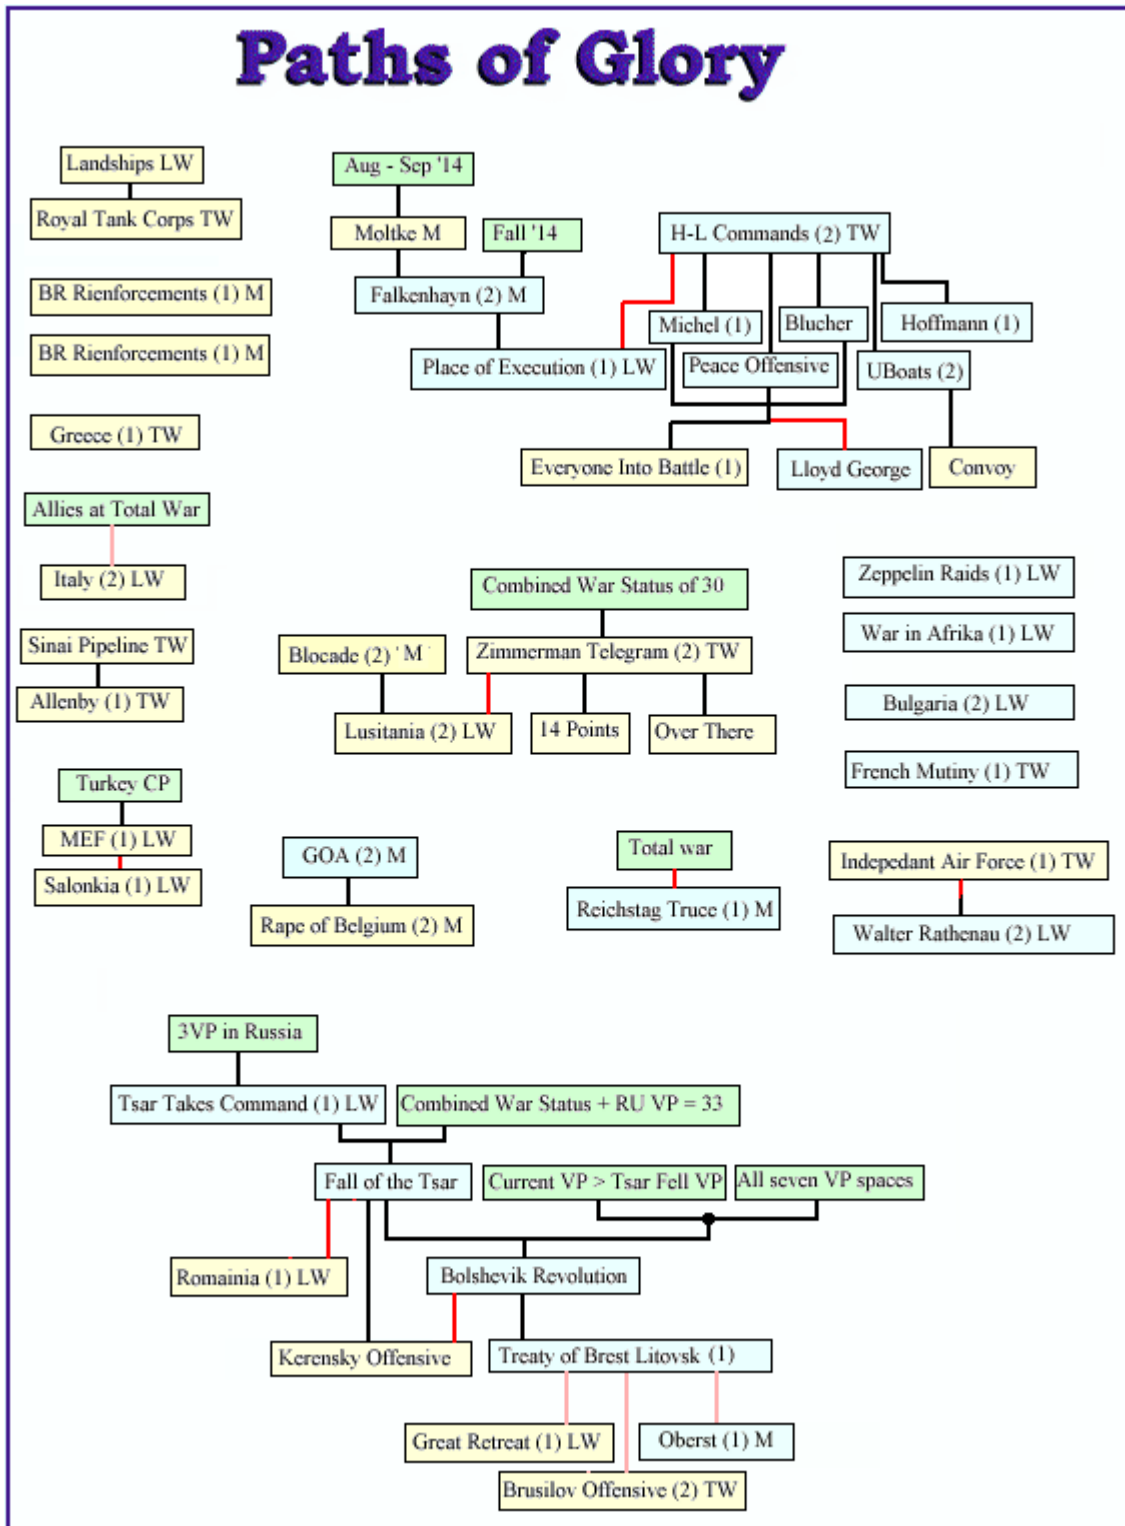 Paths of Glory
Landships LW
Royal Tank Corps TW
BR Rienforcements (1) M
BR Rienforcements (1) M
Greece (1) TW
Allies at Total War
Italy (2) LW
Sinai Pipeline TW
Allenby (1) TW
Turkey CP
MEF (1) LW
Salonkia (1) LW
Aug - Sep '14
Moltke M
Fall '14
Falkenhayn (2) M
Place of Execution (1) LW
H-L Commands (2) TW
Michel (1)
Blucher
Hoffmann (1)
Peace Offensive
UBoats (2)
Everyone Into Battle (1)
Lloyd George
Convoy
Combined War Status of 30
Blocade (2) ' M '
Zimmerman Telegram (2) TW
Lusitania (2) LW
14 Points
Over There
Zeppelin Raids (1) LW
War in Afrika (1) LW
Bulgaria (2) LW
French Mutiny (1) TW
GOA (2) M
Rape of Belgium (2) M
Total war
Reichstag Truce (1) M
Indepedant Air Force (1) TW
Walter Rathenau (2) LW
3VP in Russia
Tsar Takes Command (1) LW
Combined War Status + RU VP = 33
Fall of the Tsar
Current VP > Tsar Fell VP
All seven VP spaces
Romainia (1) LW
Bolshevik Revolution
Kerensky Offensive
Treaty of Brest Litovsk (1)
Great Retreat (1) LW
Oberst (1) M
Brusilov Offensive (2) TW